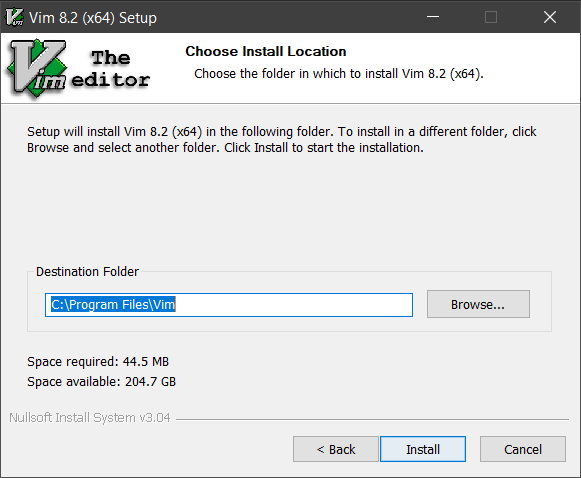 Vim 8.2 (x64) Setup
The
Vim editor
Choose Install Location
Choose the folder in which to install Vim 8.2 (x64).
Setup will install Vim 8.2 (x64) in the following folder. To install in a different folder, click
Browse and select another folder. Click Install to start the installation.
Destination Folder
C:\Program Files\Vim
Browse...
Space required: 44.5 MB
Space available: 204.7 GB
Nullsoft Install System v3.04
< Back
Install
Cancel